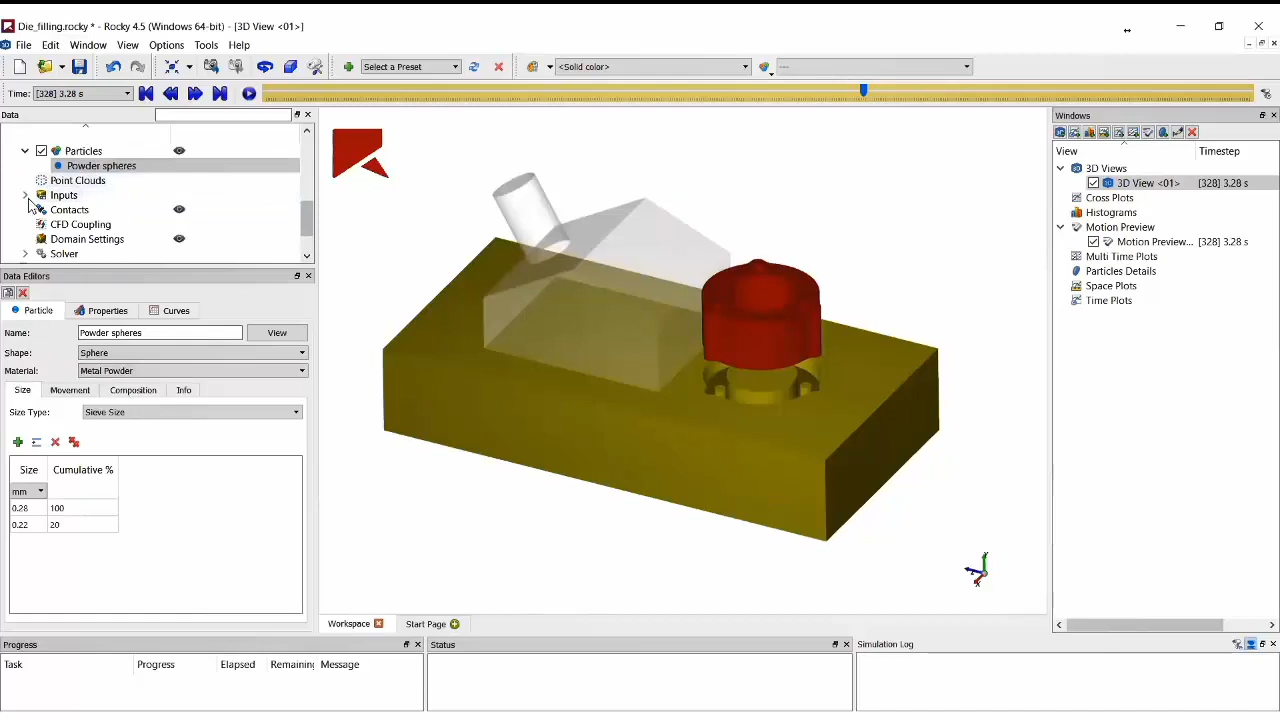 Die_filling.rocky * - Rocky 4.5 (Windows 64-bit) - [3D View <01>]
File Edit Window View Options Tools Help
Select a Preset <Solid color> ---
Time: [328] 3.28 s
Data
Particles
Powder spheres
Point Clouds
Inputs
Contacts
CFD Coupling
Domain Settings
Solver
Data Editors
Particle Properties Curves
Name: Powder spheres View
Shape: Sphere
Material: Metal Powder
Size Movement Composition Info
Size Type: Sieve Size
Size Cumulative %
mm
0.28 100
0.22 20
Y
X
Workspace Start Page
Windows
View Timestep
3D Views
3D View <01> [328] 3.28 s
Cross Plots
Histograms
Motion Preview
Motion Preview... [328] 3.28 s
Multi Time Plots
Particles Details
Space Plots
Time Plots
Progress
Task Progress Elapsed Remaining Message
Status
Simulation Log